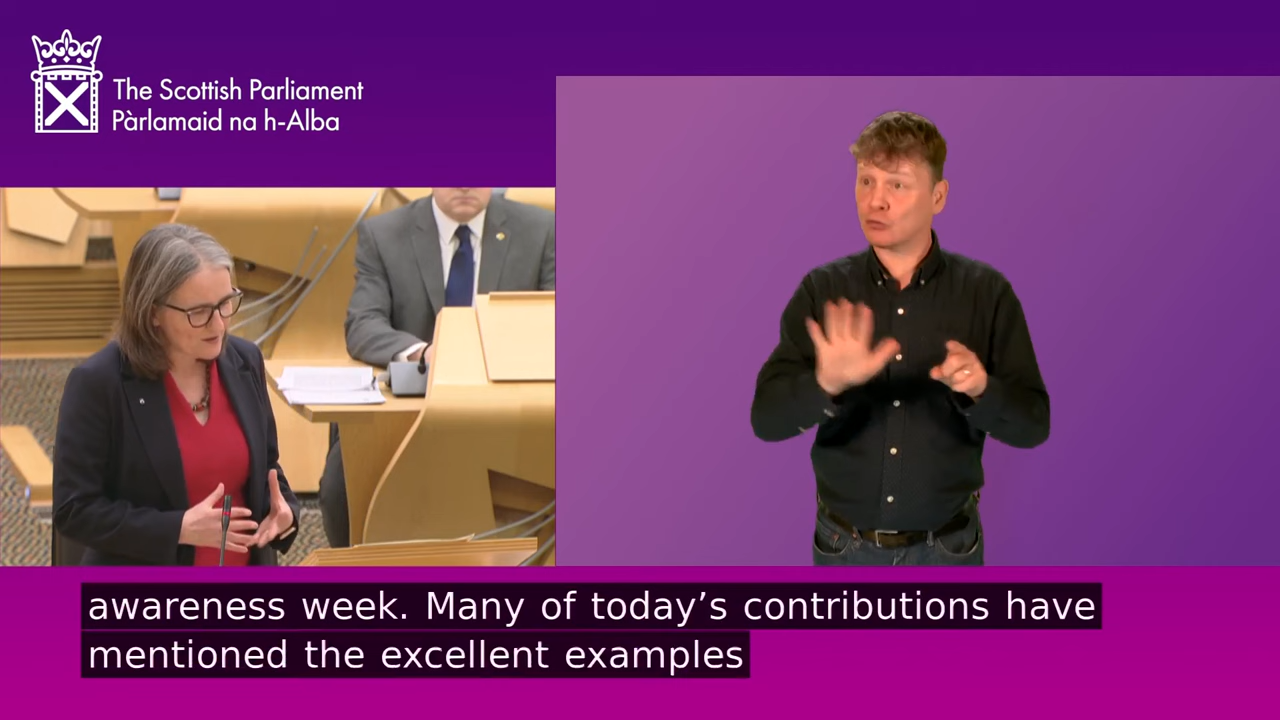 The Scottish Parliament
Pàrlamaid na h-Alba
awareness week. Many of today’s contributions have
mentioned the excellent examples